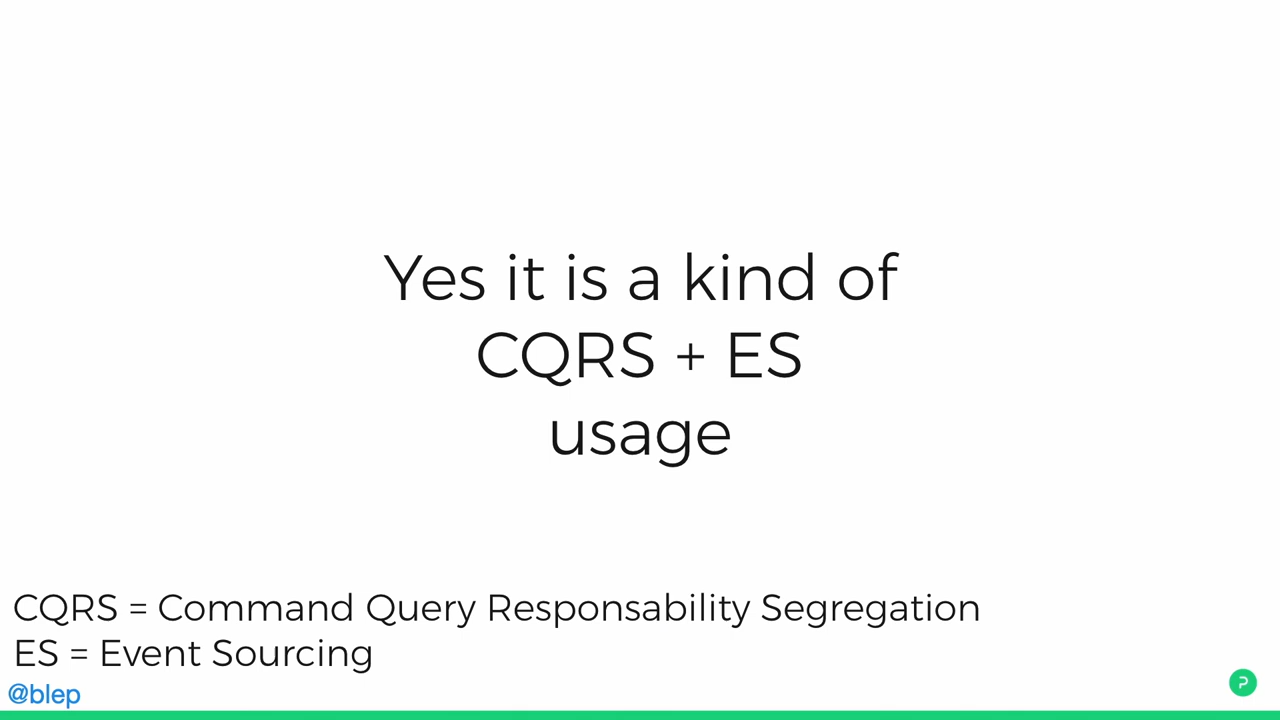 Yes it is a kind of
CQRS + ES
usage
CQRS = Command Query Responsability Segregation
ES = Event Sourcing
@blep